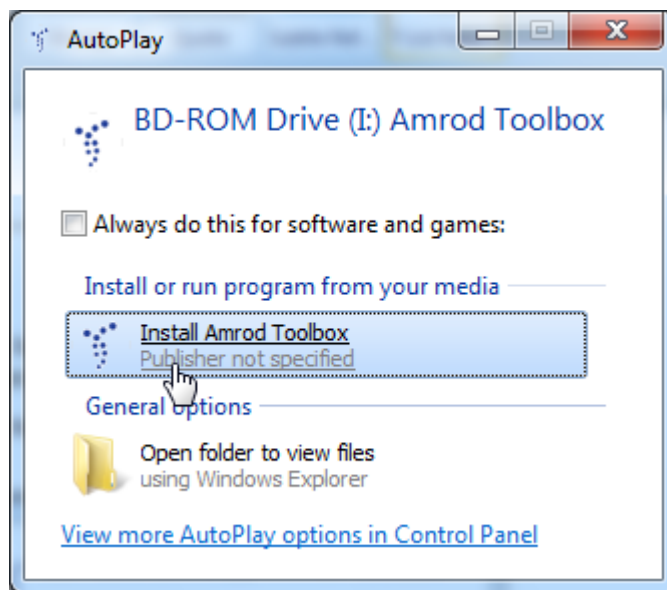 AutoPlay
BD-ROM Drive (I:) Amrod Toolbox
Always do this for software and games:
Install or run program from your media
Install Amrod Toolbox
Publisher not specified
General options
Open folder to view files
using Windows Explorer
View more AutoPlay options in Control Panel